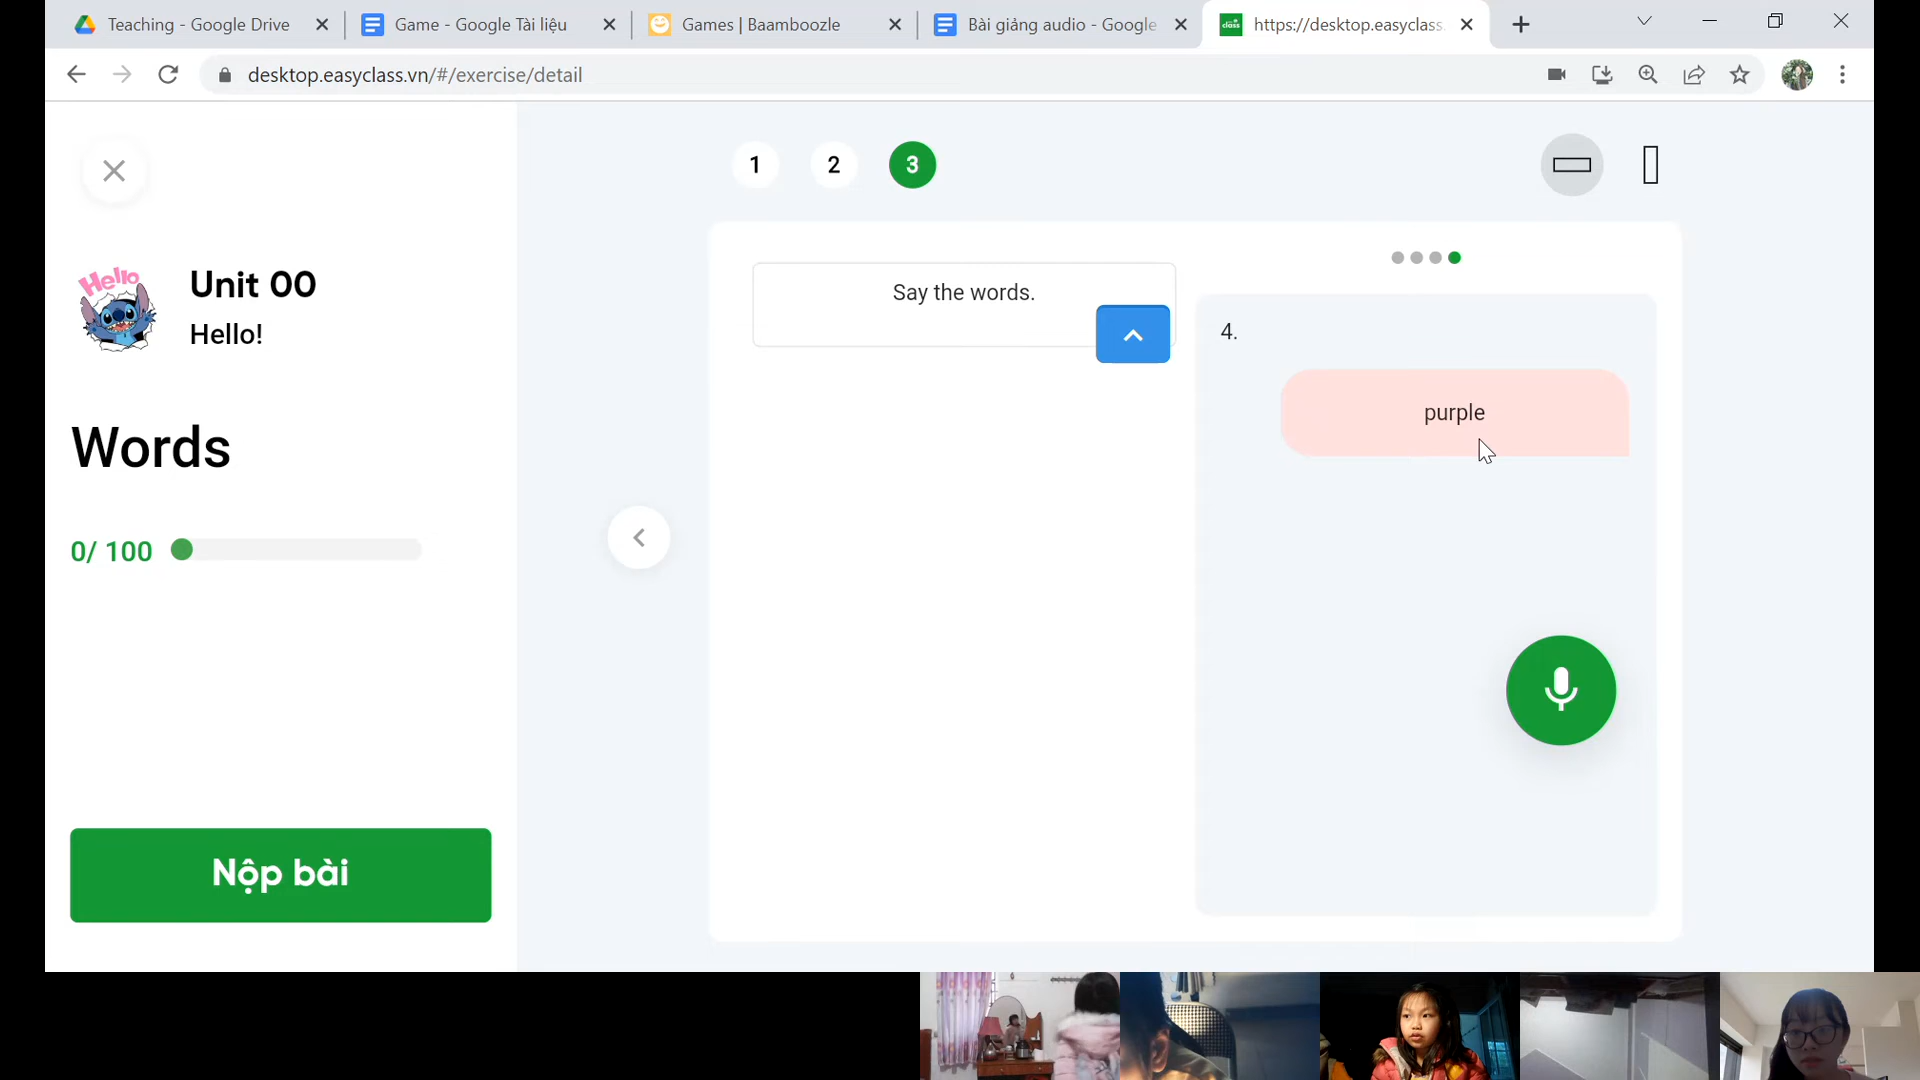 Teaching - Google Drive
Game - Google Tài liệu
Games | Baamboozle
Bài giảng audio - Google
class
https://desktop.easyclass.
desktop.easyclass.vn/#/exercise/detail
1
2
3
Hello
Unit 00
Hello!
Say the words.
4.
purple
Words
0/ 100
Nộp bài